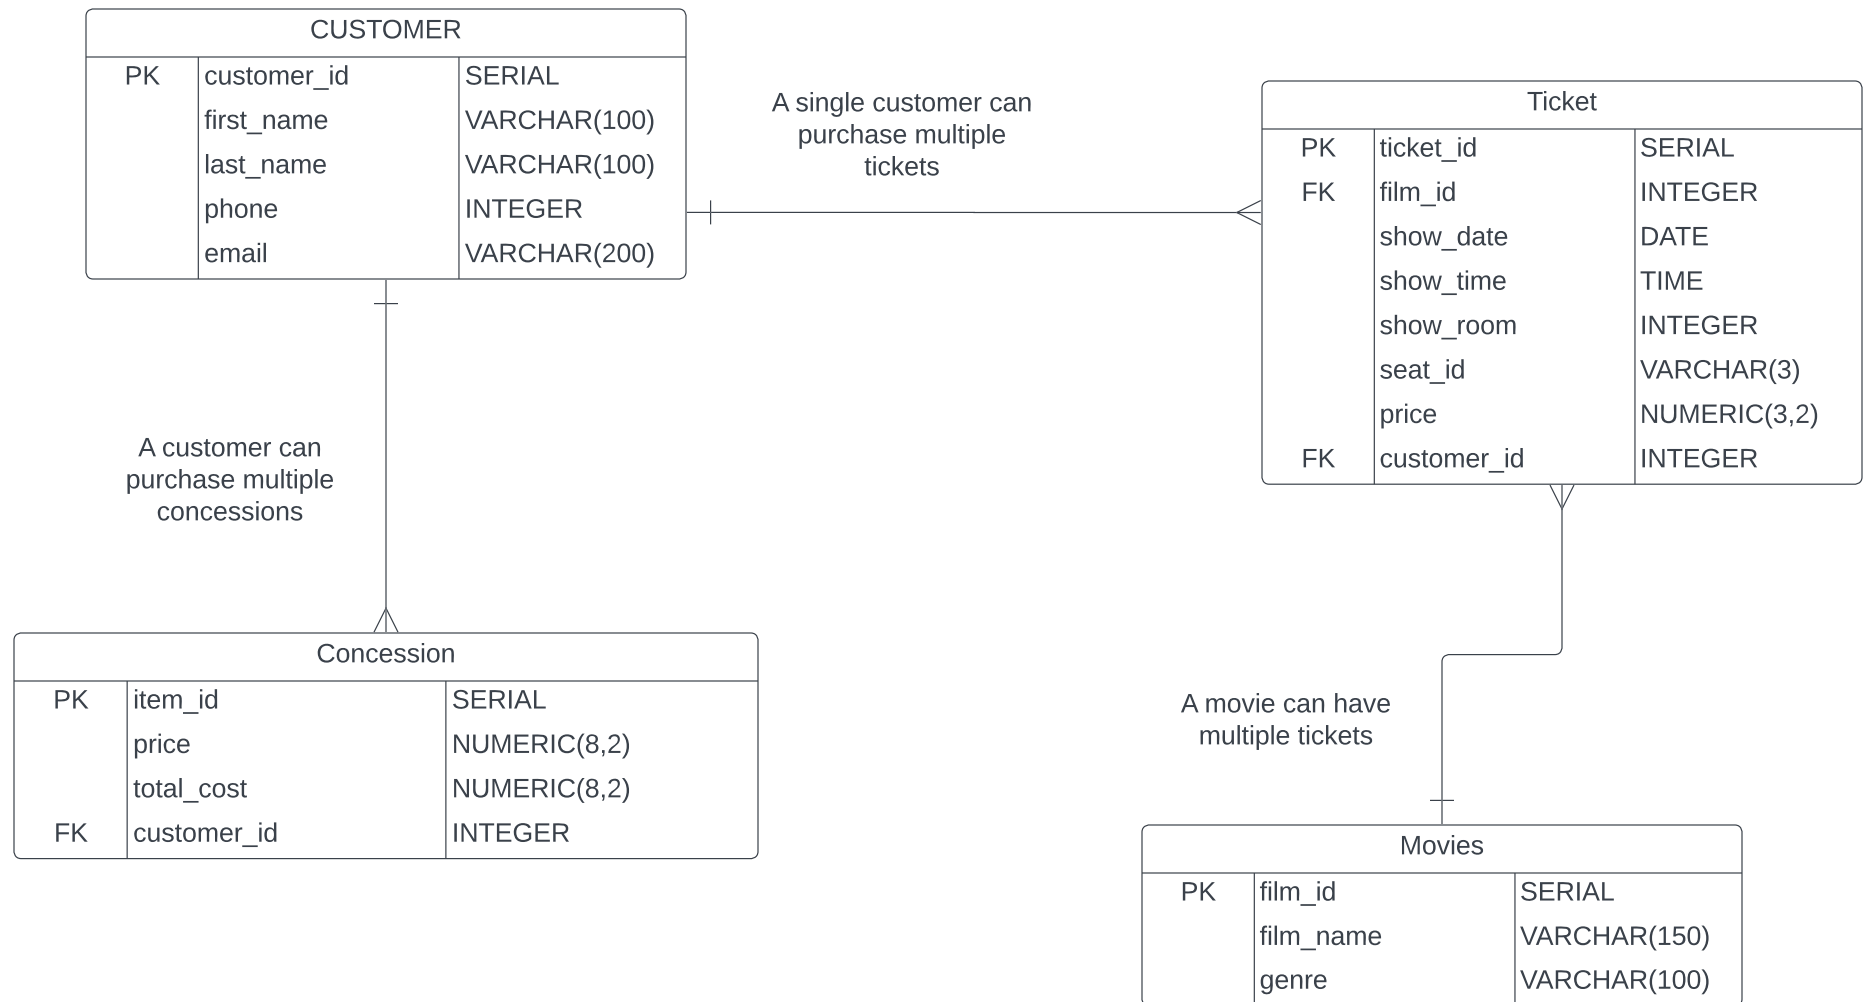 CUSTOMER
PK customer_id SERIAL
first_name VARCHAR(100)
last_name VARCHAR(100)
phone INTEGER
email VARCHAR(200)
A single customer can
purchase multiple
tickets
Ticket
PK ticket_id SERIAL
FK film_id INTEGER
show_date DATE
show_time TIME
show_room INTEGER
seat_id VARCHAR(3)
price NUMERIC(3,2)
FK customer_id INTEGER
A customer can
purchase multiple
concessions
Concession
PK item_id SERIAL
price NUMERIC(8,2)
total_cost NUMERIC(8,2)
FK customer_id INTEGER
A movie can have
multiple tickets
Movies
PK film_id SERIAL
film_name VARCHAR(150)
genre VARCHAR(100)